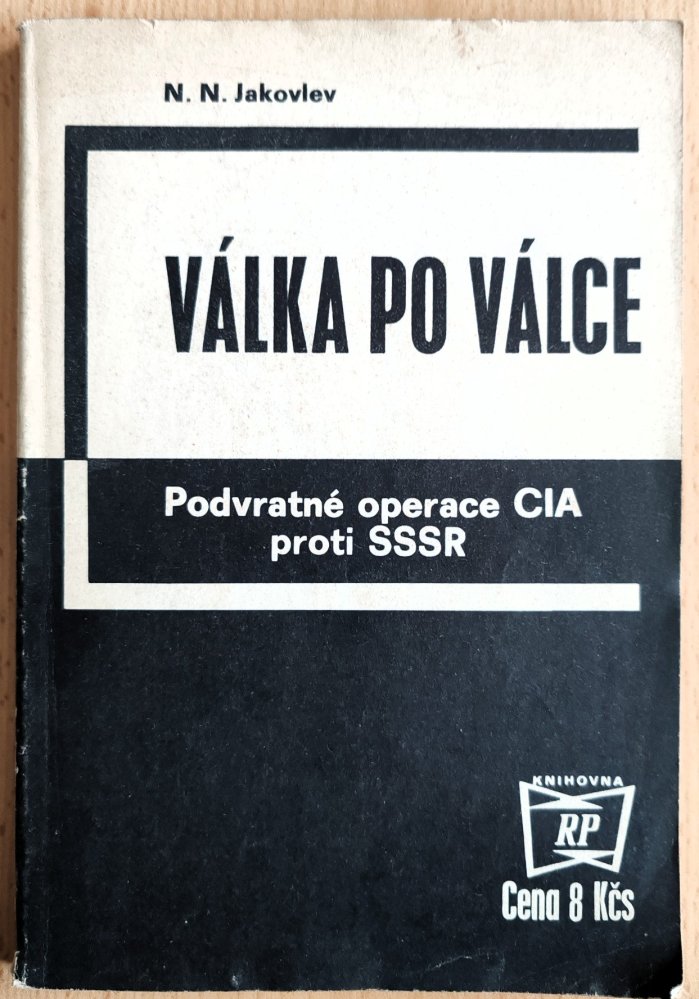 N. N. Jakovlev
VÁLKA PO VÁLCE
Podvratné operace CIA
proti SSSR
KNIHOVNA
RP
Cena 8 Kčs